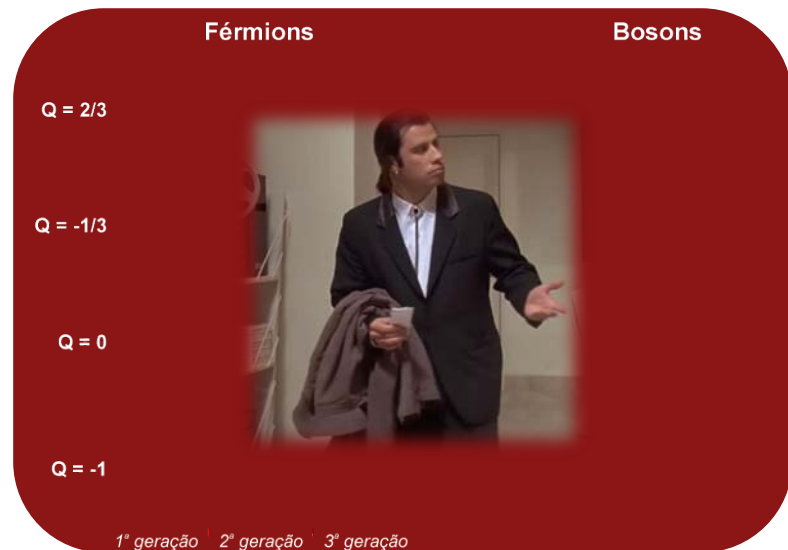 Férmions Bosons
Q = 2/3
Q = -1/3
Q = 0
Q = -1
1ª geração 2ª geração 3ª geração